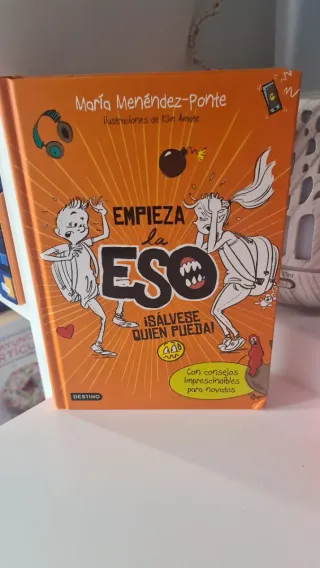 María Menéndez-Ponte
Ilustraciones de Kim Amate
EMPIEZA
la
ESO
¡SÁLVESE
QUIEN PUEDA!
Con consejos
imprescindibles
para novatos
DESTINO